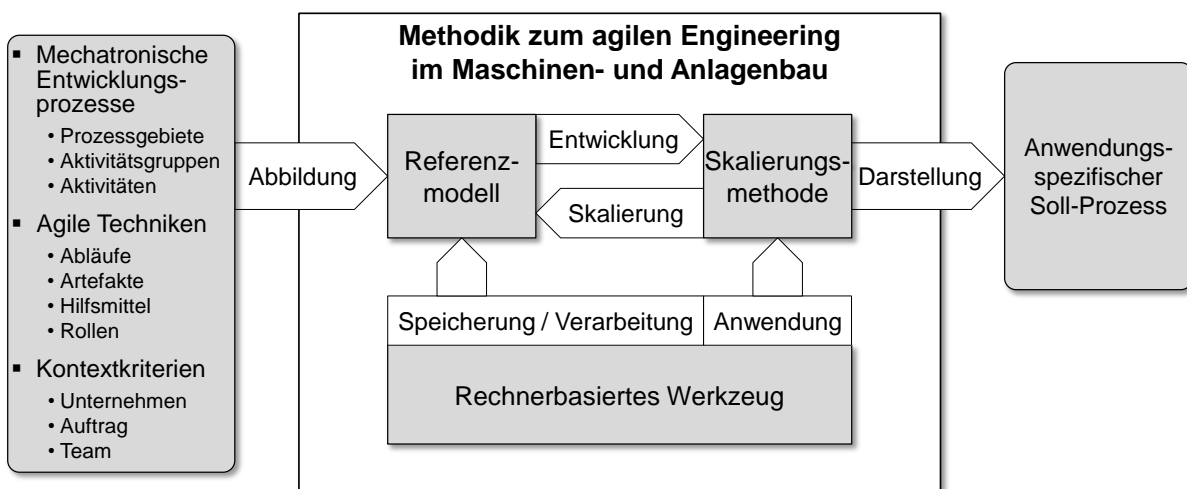 Methodik zum agilen Engineering
im Maschinen- und Anlagenbau
▪ Mechatronische
Entwicklungs-
prozesse
• Prozessgebiete
• Aktivitätsgruppen
• Aktivitäten
▪ Agile Techniken
• Abläufe
• Artefakte
• Hilfsmittel
• Rollen
▪ Kontextkriterien
• Unternehmen
• Auftrag
• Team
Abbildung
Referenz-
modell
Entwicklung
Skalierung
Skalierungs-
methode
Darstellung
Anwendungs-
spezifischer
Soll-Prozess
Speicherung / Verarbeitung
Anwendung
Rechnerbasiertes Werkzeug